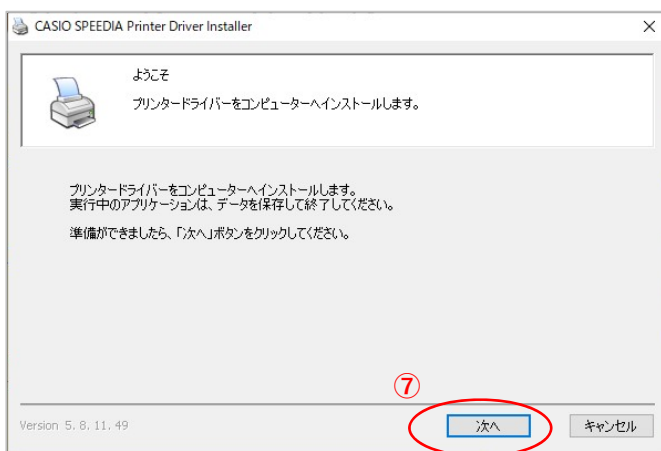 CASIO SPEEDIA Printer Driver Installer
ようこそ
プリンタードライバーをコンピューターへインストールします。
プリンタードライバーをコンピューターへインストールします。
実行中のアプリケーションは、データを保存して終了してください。
準備ができましたら、「次へ」ボタンをクリックしてください。
⑦
Version 5. 8. 11. 49
次へ
キャンセル